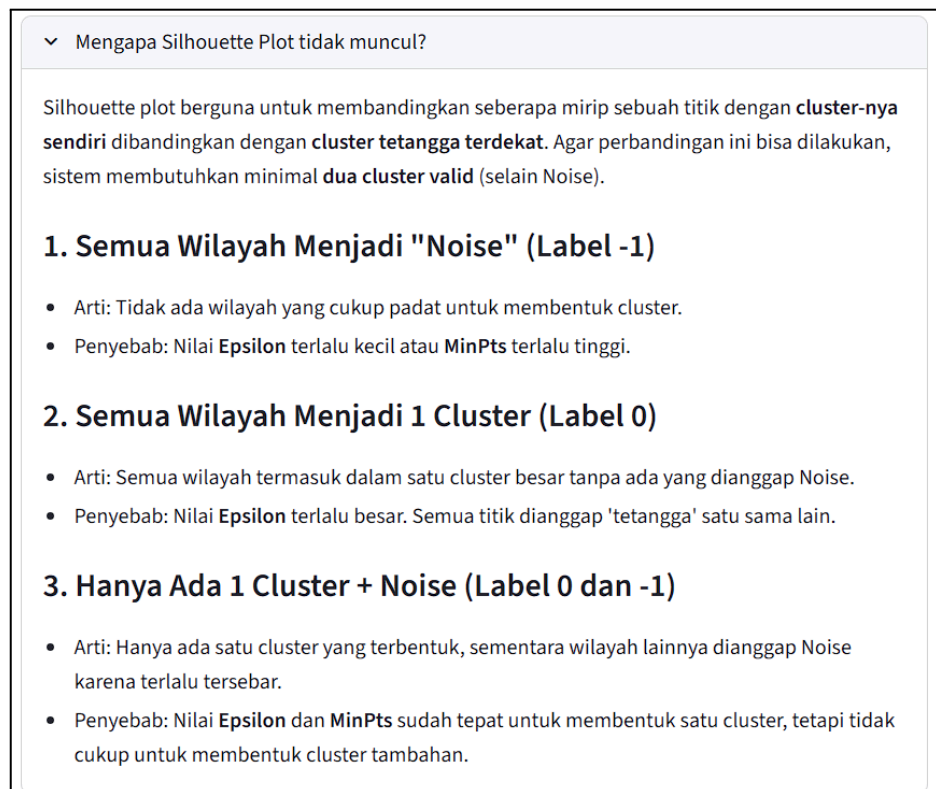 Mengapa Silhouette Plot tidak muncul?
Silhouette plot berguna untuk membandingkan seberapa mirip sebuah titik dengan cluster-nya
sendiri dibandingkan dengan cluster tetangga terdekat. Agar perbandingan ini bisa dilakukan,
sistem membutuhkan minimal dua cluster valid (selain Noise).
1. Semua Wilayah Menjadi "Noise" (Label -1)
• Arti: Tidak ada wilayah yang cukup padat untuk membentuk cluster.
• Penyebab: Nilai Epsilon terlalu kecil atau MinPts terlalu tinggi.
2. Semua Wilayah Menjadi 1 Cluster (Label 0)
• Arti: Semua wilayah termasuk dalam satu cluster besar tanpa ada yang dianggap Noise.
• Penyebab: Nilai Epsilon terlalu besar. Semua titik dianggap 'tetangga' satu sama lain.
3. Hanya Ada 1 Cluster + Noise (Label 0 dan -1)
• Arti: Hanya ada satu cluster yang terbentuk, sementara wilayah lainnya dianggap Noise
karena terlalu tersebar.
• Penyebab: Nilai Epsilon dan MinPts sudah tepat untuk membentuk satu cluster, tetapi tidak
cukup untuk membentuk cluster tambahan.